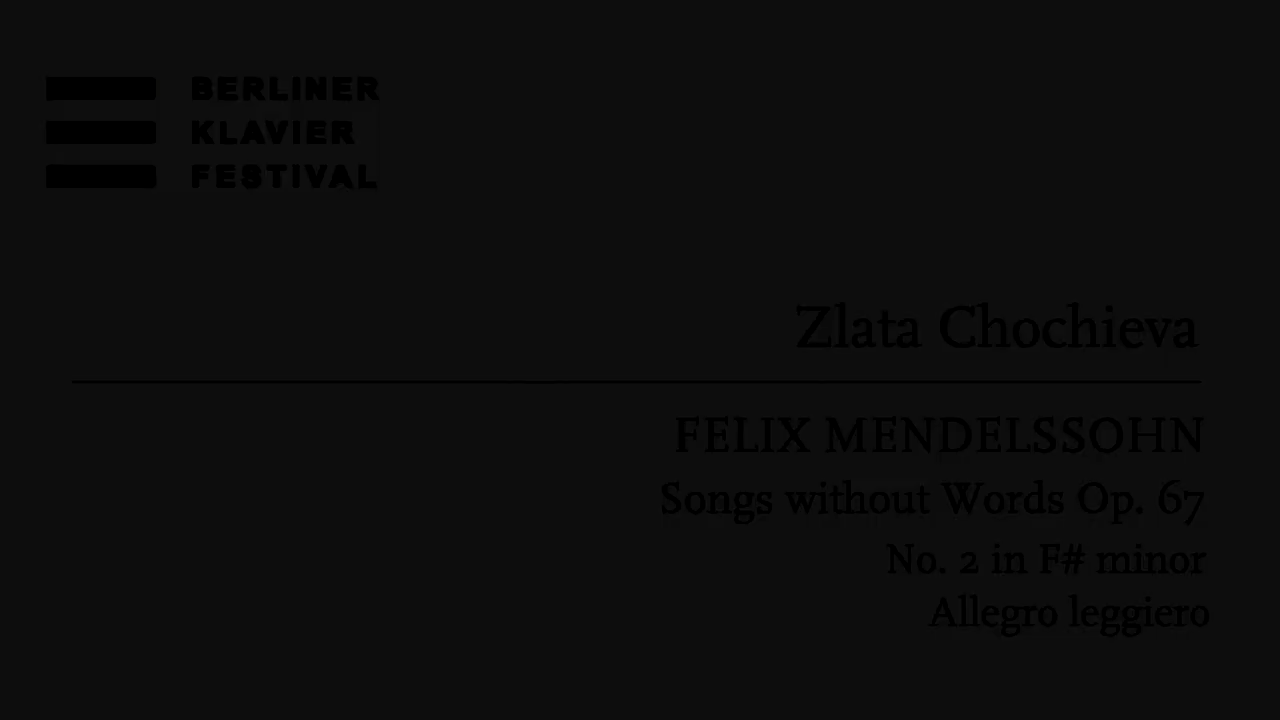 BERLINER
KLAVIER
FESTIVAL
Zlata Chochieva
FELIX MENDELSSOHN
Songs without Words Op. 67
No. 2 in F# minor
Allegro leggiero